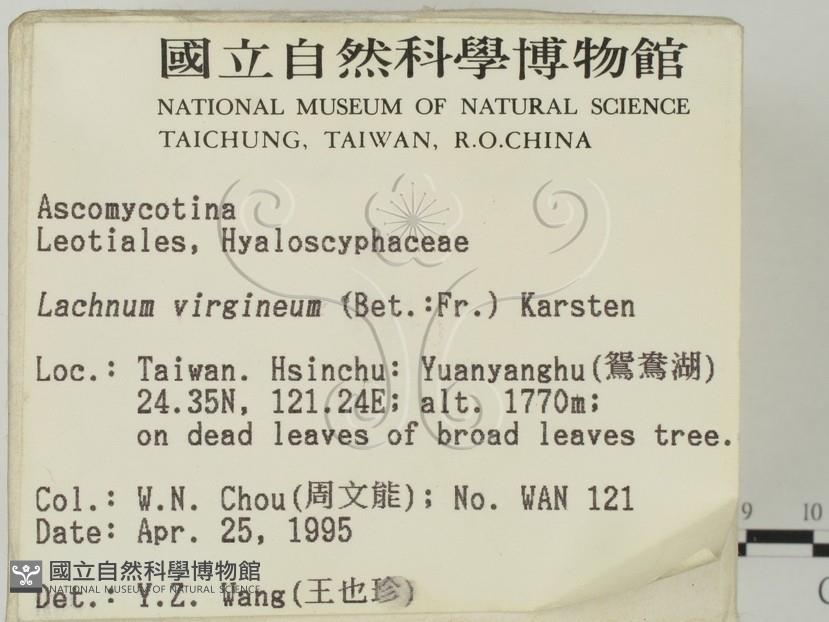 國立自然科學博物館
NATIONAL MUSEUM OF NATURAL SCIENCE
TAICHUNG, TAIWAN, R.O.CHINA
Ascomycotina
Leotiales, Hyaloscyphaceae
Lachnum virgineum (Bet.:Fr.) Karsten
Loc.: Taiwan. Hsinchu: Yuanyanghu(鴛鴦湖)
24.35N, 121.24E; alt. 1770m;
on dead leaves of broad leaves tree.
Col.: W.N. Chou(周文能); No. WAN 121
Date: Apr. 25, 1995
9 10
國立自然科學博物館
NATIONAL MUSEUM OF NATURAL SCIENCE
Det.: Y.Z. Wang(王也珍)